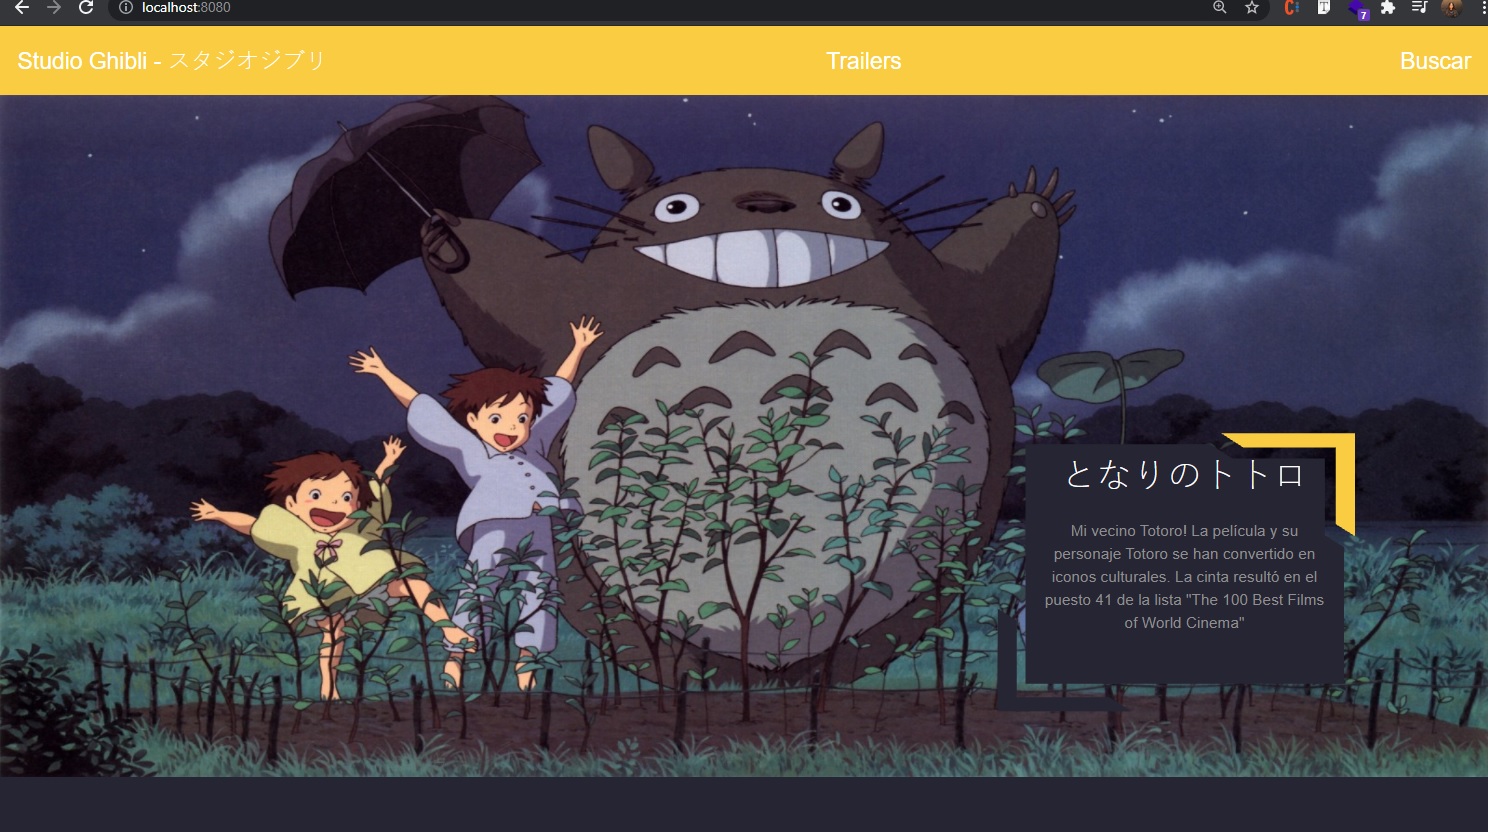 localhost:8080
7
Studio Ghibli - スタジオジブリ
Trailers
Buscar
となりのトトロ
Mi vecino Totoro! La película y su
personaje Totoro se han convertido en
iconos culturales. La cinta resultó en el
puesto 41 de la lista "The 100 Best Films
of World Cinema"